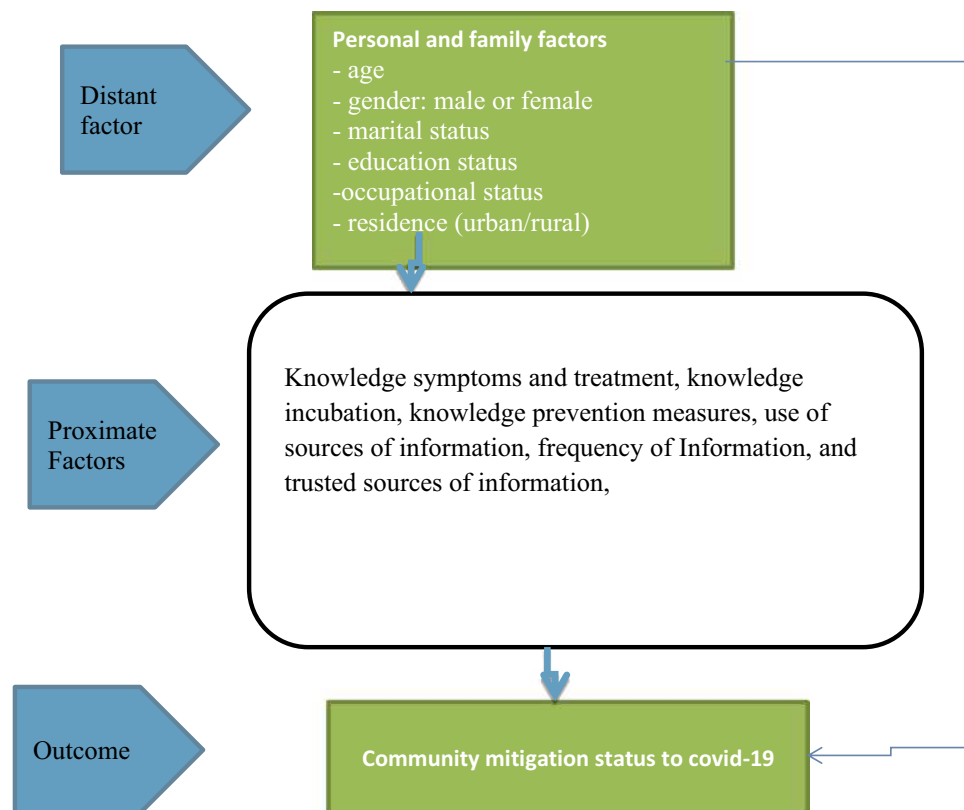 Distant
factor
Personal and family factors
- age
- gender: male or female
- marital status
- education status
-occupational status
- residence (urban/rural)
Proximate
Factors
Knowledge symptoms and treatment, knowledge
incubation, knowledge prevention measures, use of
sources of information, frequency of Information, and
trusted sources of information,
Outcome
Community mitigation status to covid-19